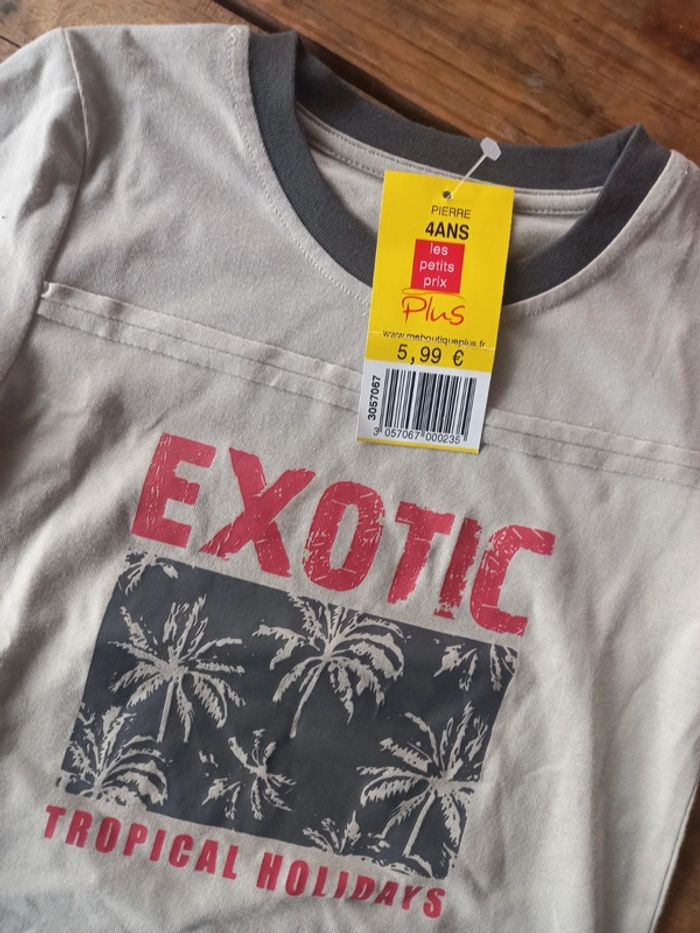 PIERRE
4ANS
les
petits
prix
Plus
www.maboutiqueplus.fr
5,99 €
3057067
3 057067 000235
EXOTIC
TROPICAL HOLIDAYS